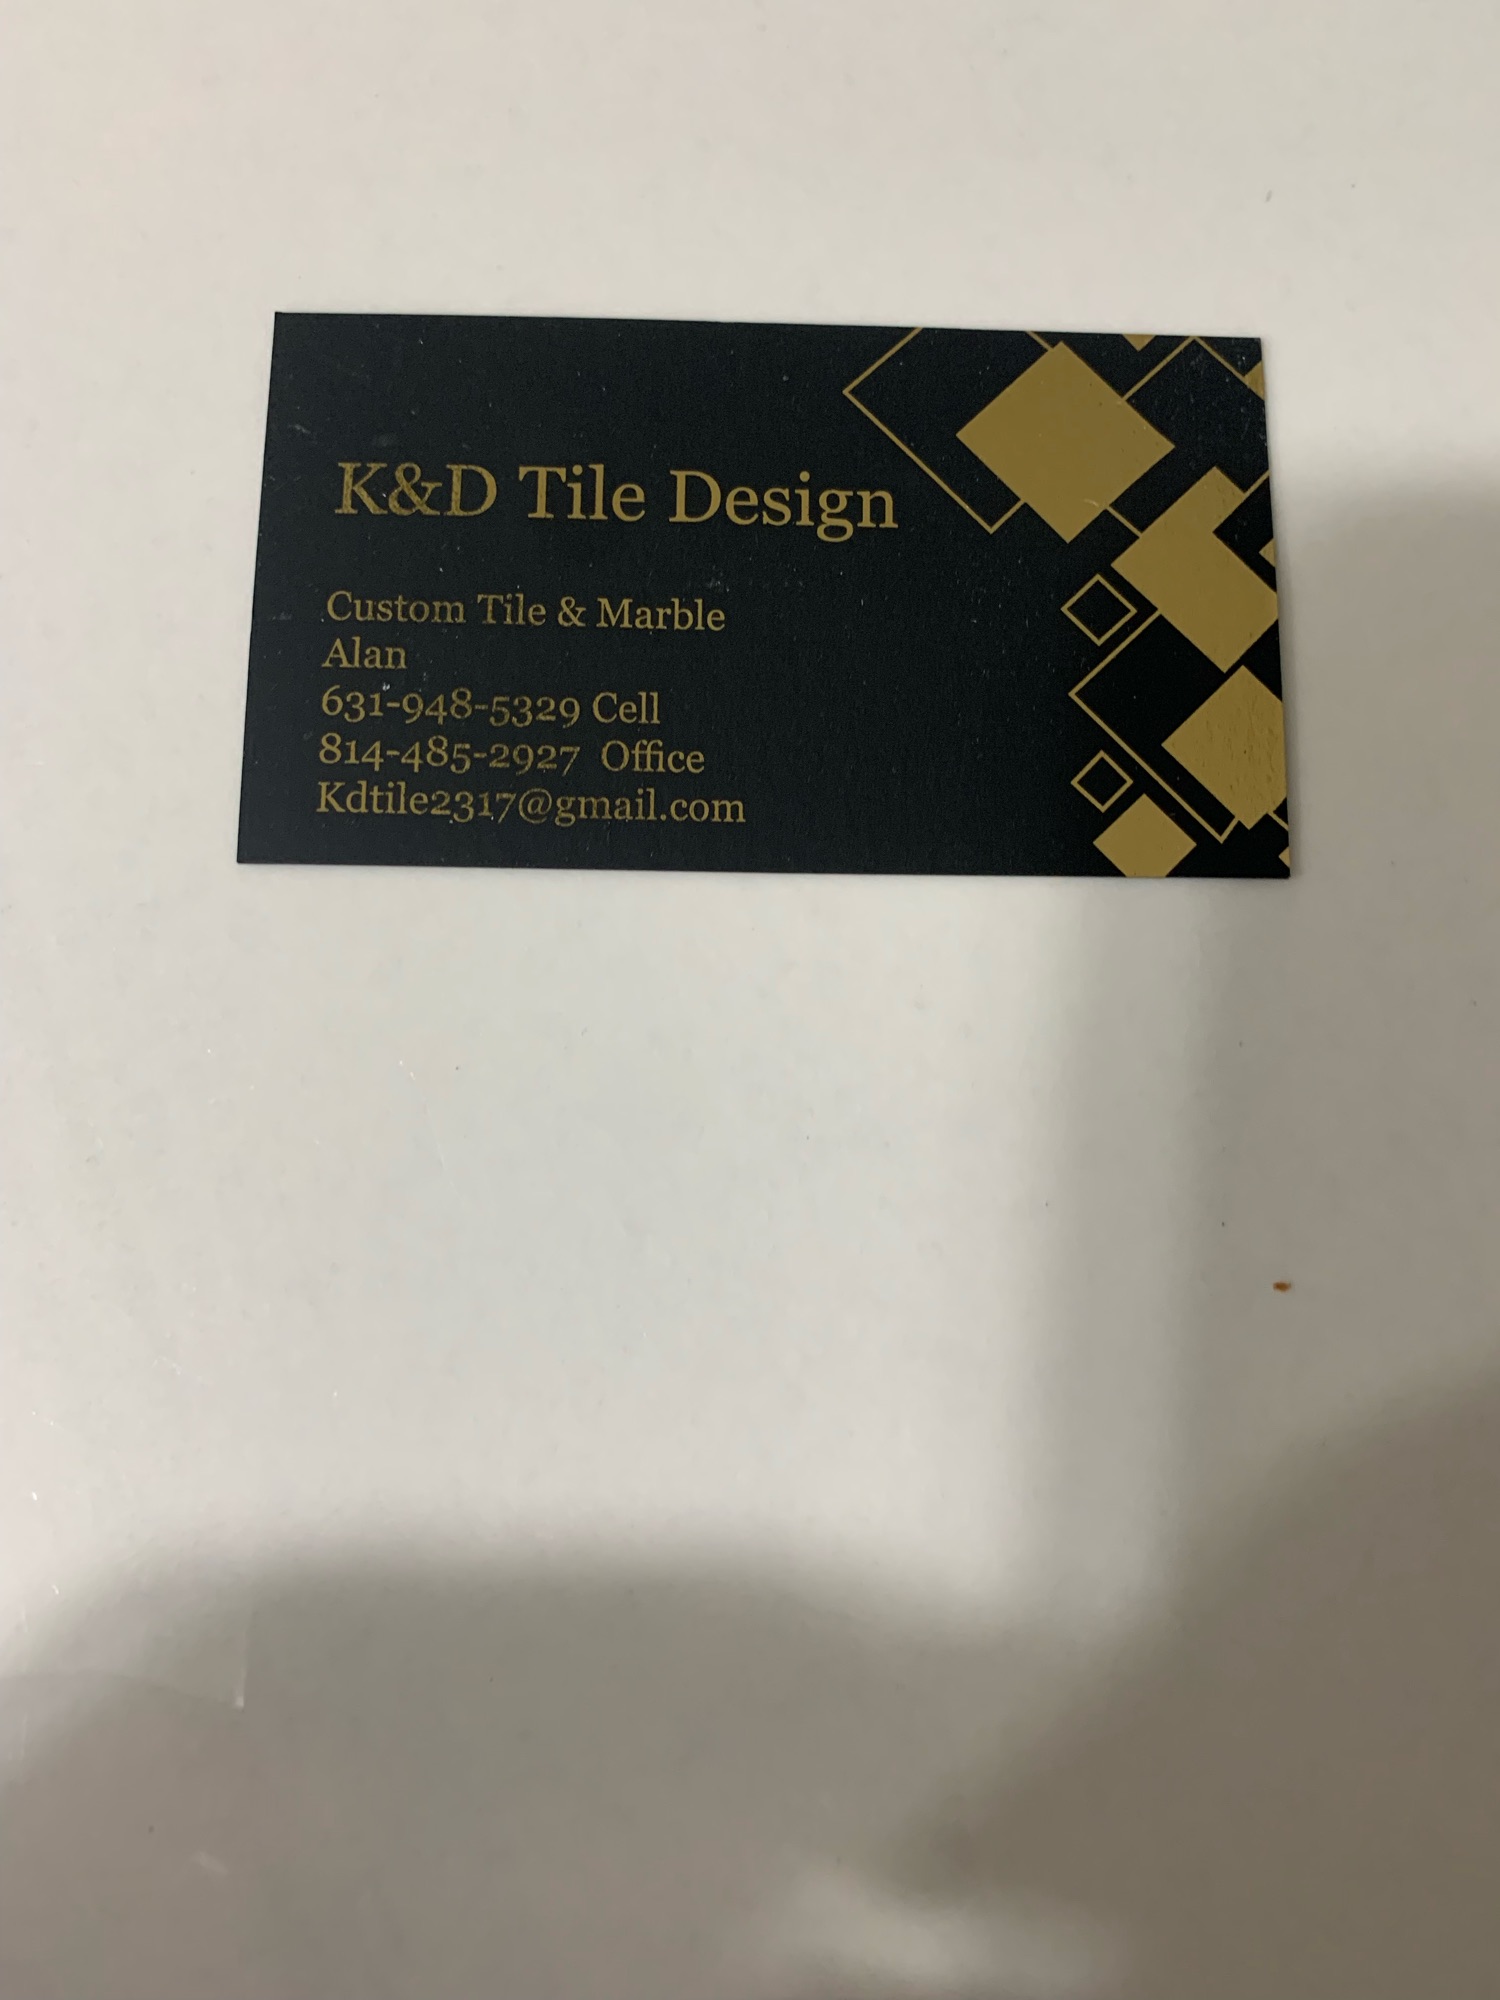 K&D Tile Design
Custom Tile & Marble
Alan
631-948-5329 Cell
814-485-2927 Office
Kdtile2317@gmail.com